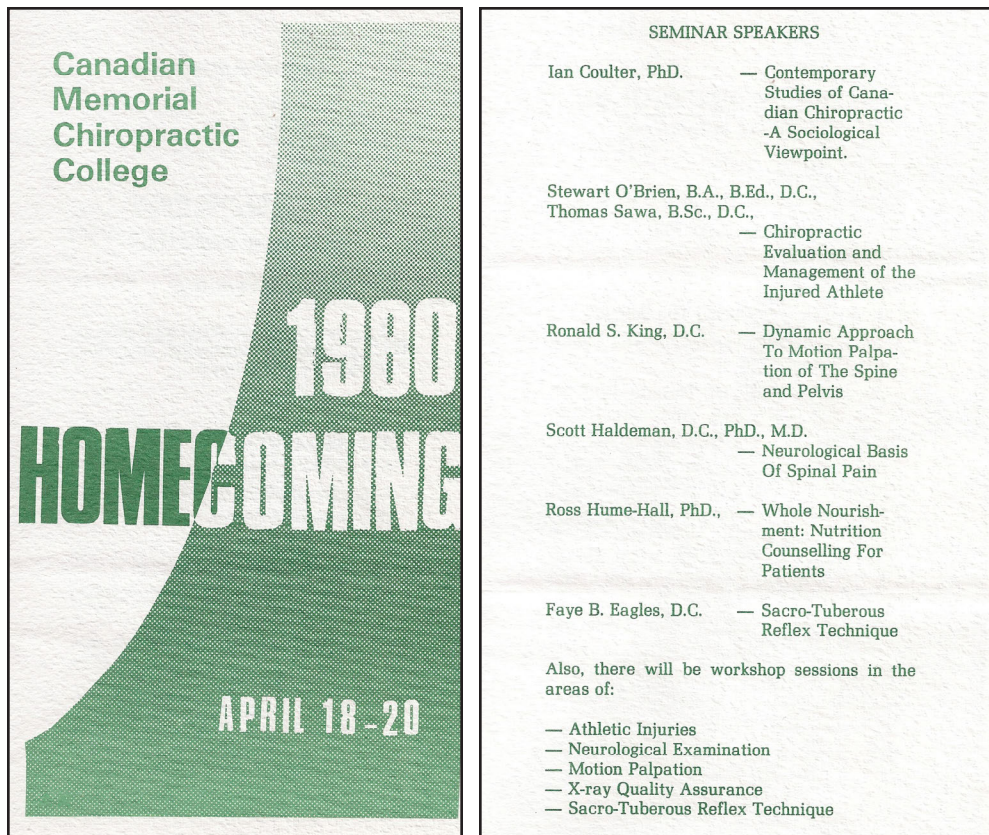 Canadian
Memorial
Chiropractic
College
1980
HOMECOMING
APRIL 18-20
SEMINAR SPEAKERS
Ian Coulter, PhD. — Contemporary
Studies of Cana-
dian Chiropractic
-A Sociological
Viewpoint.
Stewart O'Brien, B.A., B.Ed., D.C.,
Thomas Sawa, B.Sc., D.C.,
— Chiropractic
Evaluation and
Management of the
Injured Athlete
Ronald S. King, D.C. — Dynamic Approach
To Motion Palpa-
tion of The Spine
and Pelvis
Scott Haldeman, D.C., PhD., M.D.
— Neurological Basis
Of Spinal Pain
Ross Hume-Hall, PhD., — Whole Nourish-
ment: Nutrition
Counselling For
Patients
Faye B. Eagles, D.C. — Sacro-Tuberous
Reflex Technique
Also, there will be workshop sessions in the
areas of:
— Athletic Injuries
— Neurological Examination
— Motion Palpation
— X-ray Quality Assurance
— Sacro-Tuberous Reflex Technique